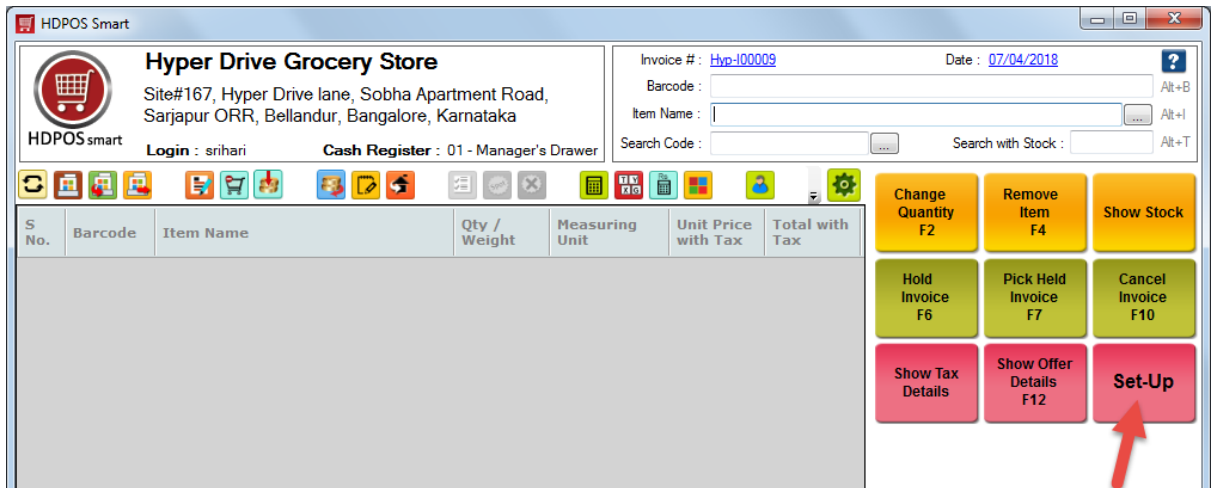 HDPOS Smart
Hyper Drive Grocery Store
Site#167, Hyper Drive lane, Sobha Apartment Road,
Sarjapur ORR, Bellandur, Bangalore, Karnataka
HDPOS smart
Login : srihari Cash Register : 01 - Manager's Drawer
Invoice # : Hyp-I00009 Date : 07/04/2018 ?
Barcode : Alt+B
Item Name : ... Alt+I
Search Code : ... Search with Stock : Alt+T
S No. Barcode Item Name Qty / Weight Measuring Unit Unit Price with Tax Total with Tax
Change
Quantity
F2
Remove
Item
F4
Show Stock
Hold
Invoice
F6
Pick Held
Invoice
F7
Cancel
Invoice
F10
Show Tax
Details
Show Offer
Details
F12
Set-Up